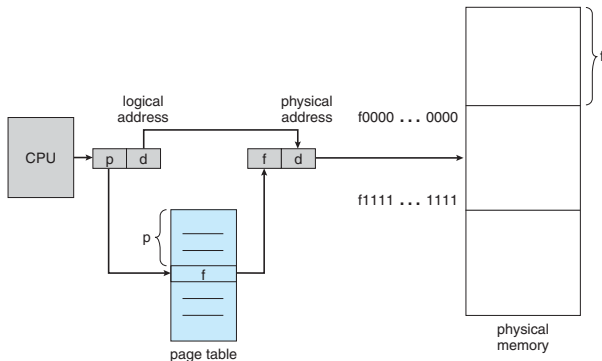 logical
address
physical
address
f0000 ... 0000
f
CPU
p
d
f
d
f1111 ... 1111
p
f
page table
physical
memory